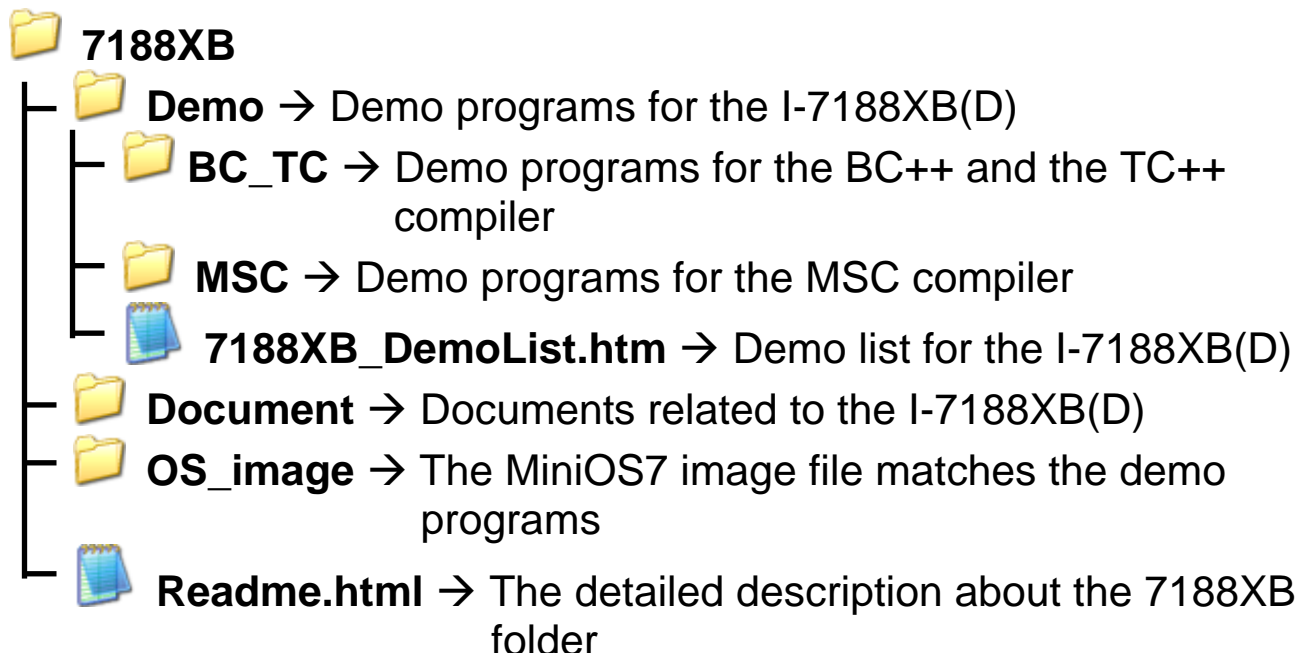 7188XB
Demo → Demo programs for the I-7188XB(D)
BC_TC → Demo programs for the BC++ and the TC++
compiler
MSC → Demo programs for the MSC compiler
7188XB_DemoList.htm → Demo list for the I-7188XB(D)
Document → Documents related to the I-7188XB(D)
OS_image → The MiniOS7 image file matches the demo
programs
Readme.html → The detailed description about the 7188XB
folder